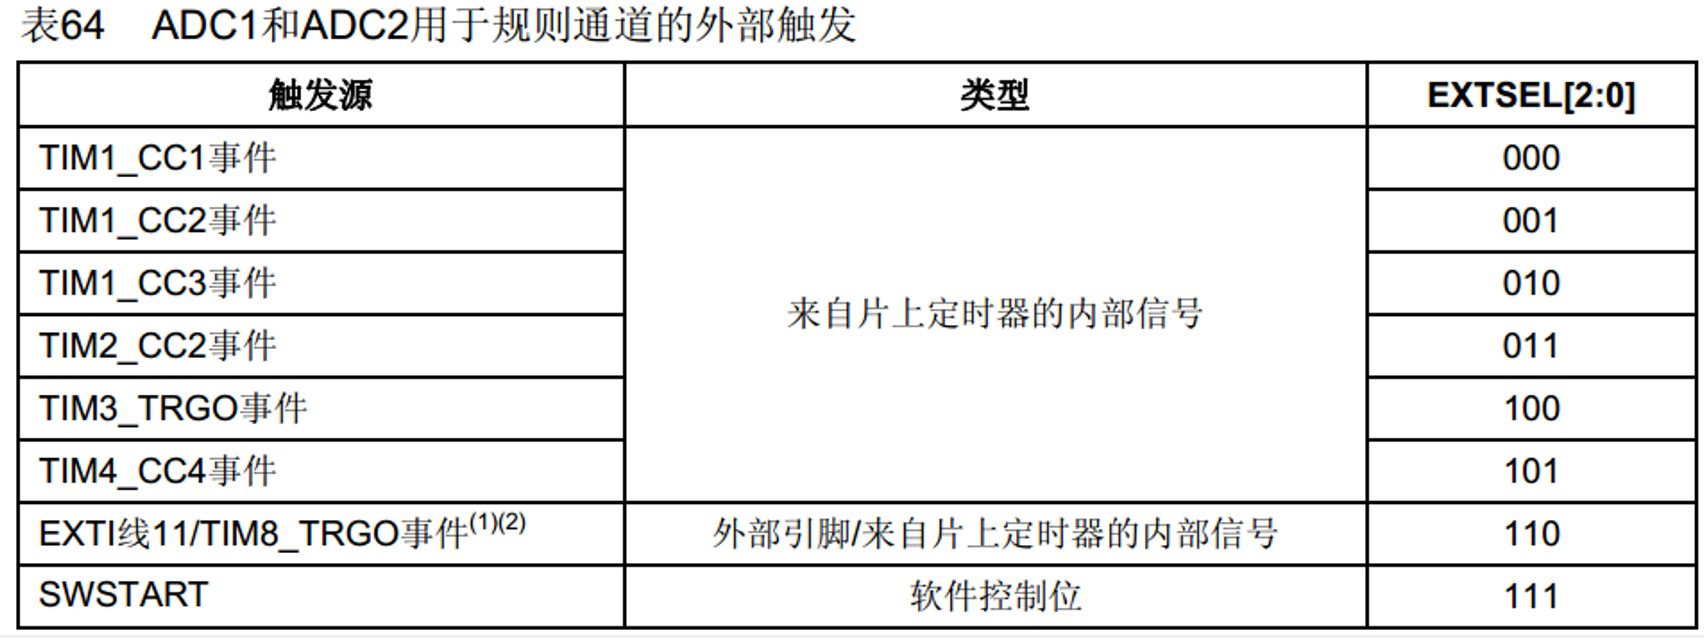 表64 ADC1和ADC2用于规则通道的外部触发
触发源 类型 EXTSEL[2:0]
TIM1_CC1事件 000
TIM1_CC2事件 001
TIM1_CC3事件 010
来自片上定时器的内部信号
TIM2_CC2事件 011
TIM3_TRGO事件 100
TIM4_CC4事件 101
EXTI线11/TIM8_TRGO事件(1)(2) 外部引脚/来自片上定时器的内部信号 110
SWSTART 软件控制位 111